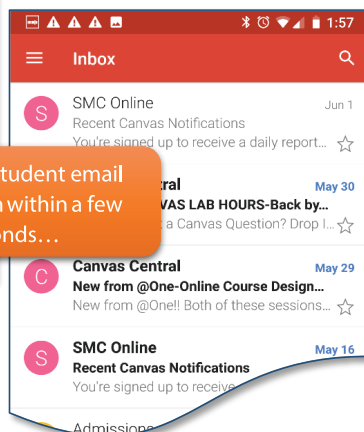 1:57
Inbox
SMC Online
Jun 1
Recent Canvas Notifications
You're signed up to receive a daily report...
tudent email
within a few
onds...
tral
May 30
VAS LAB HOURS-Back by...
a Canvas Question? Drop I...
Canvas Central
May 29
New from @One-Online Course Design...
New from @One!! Both of these sessions...
SMC Online
May 16
Recent Canvas Notifications
You're signed up to receive
Admissions
S
C
S